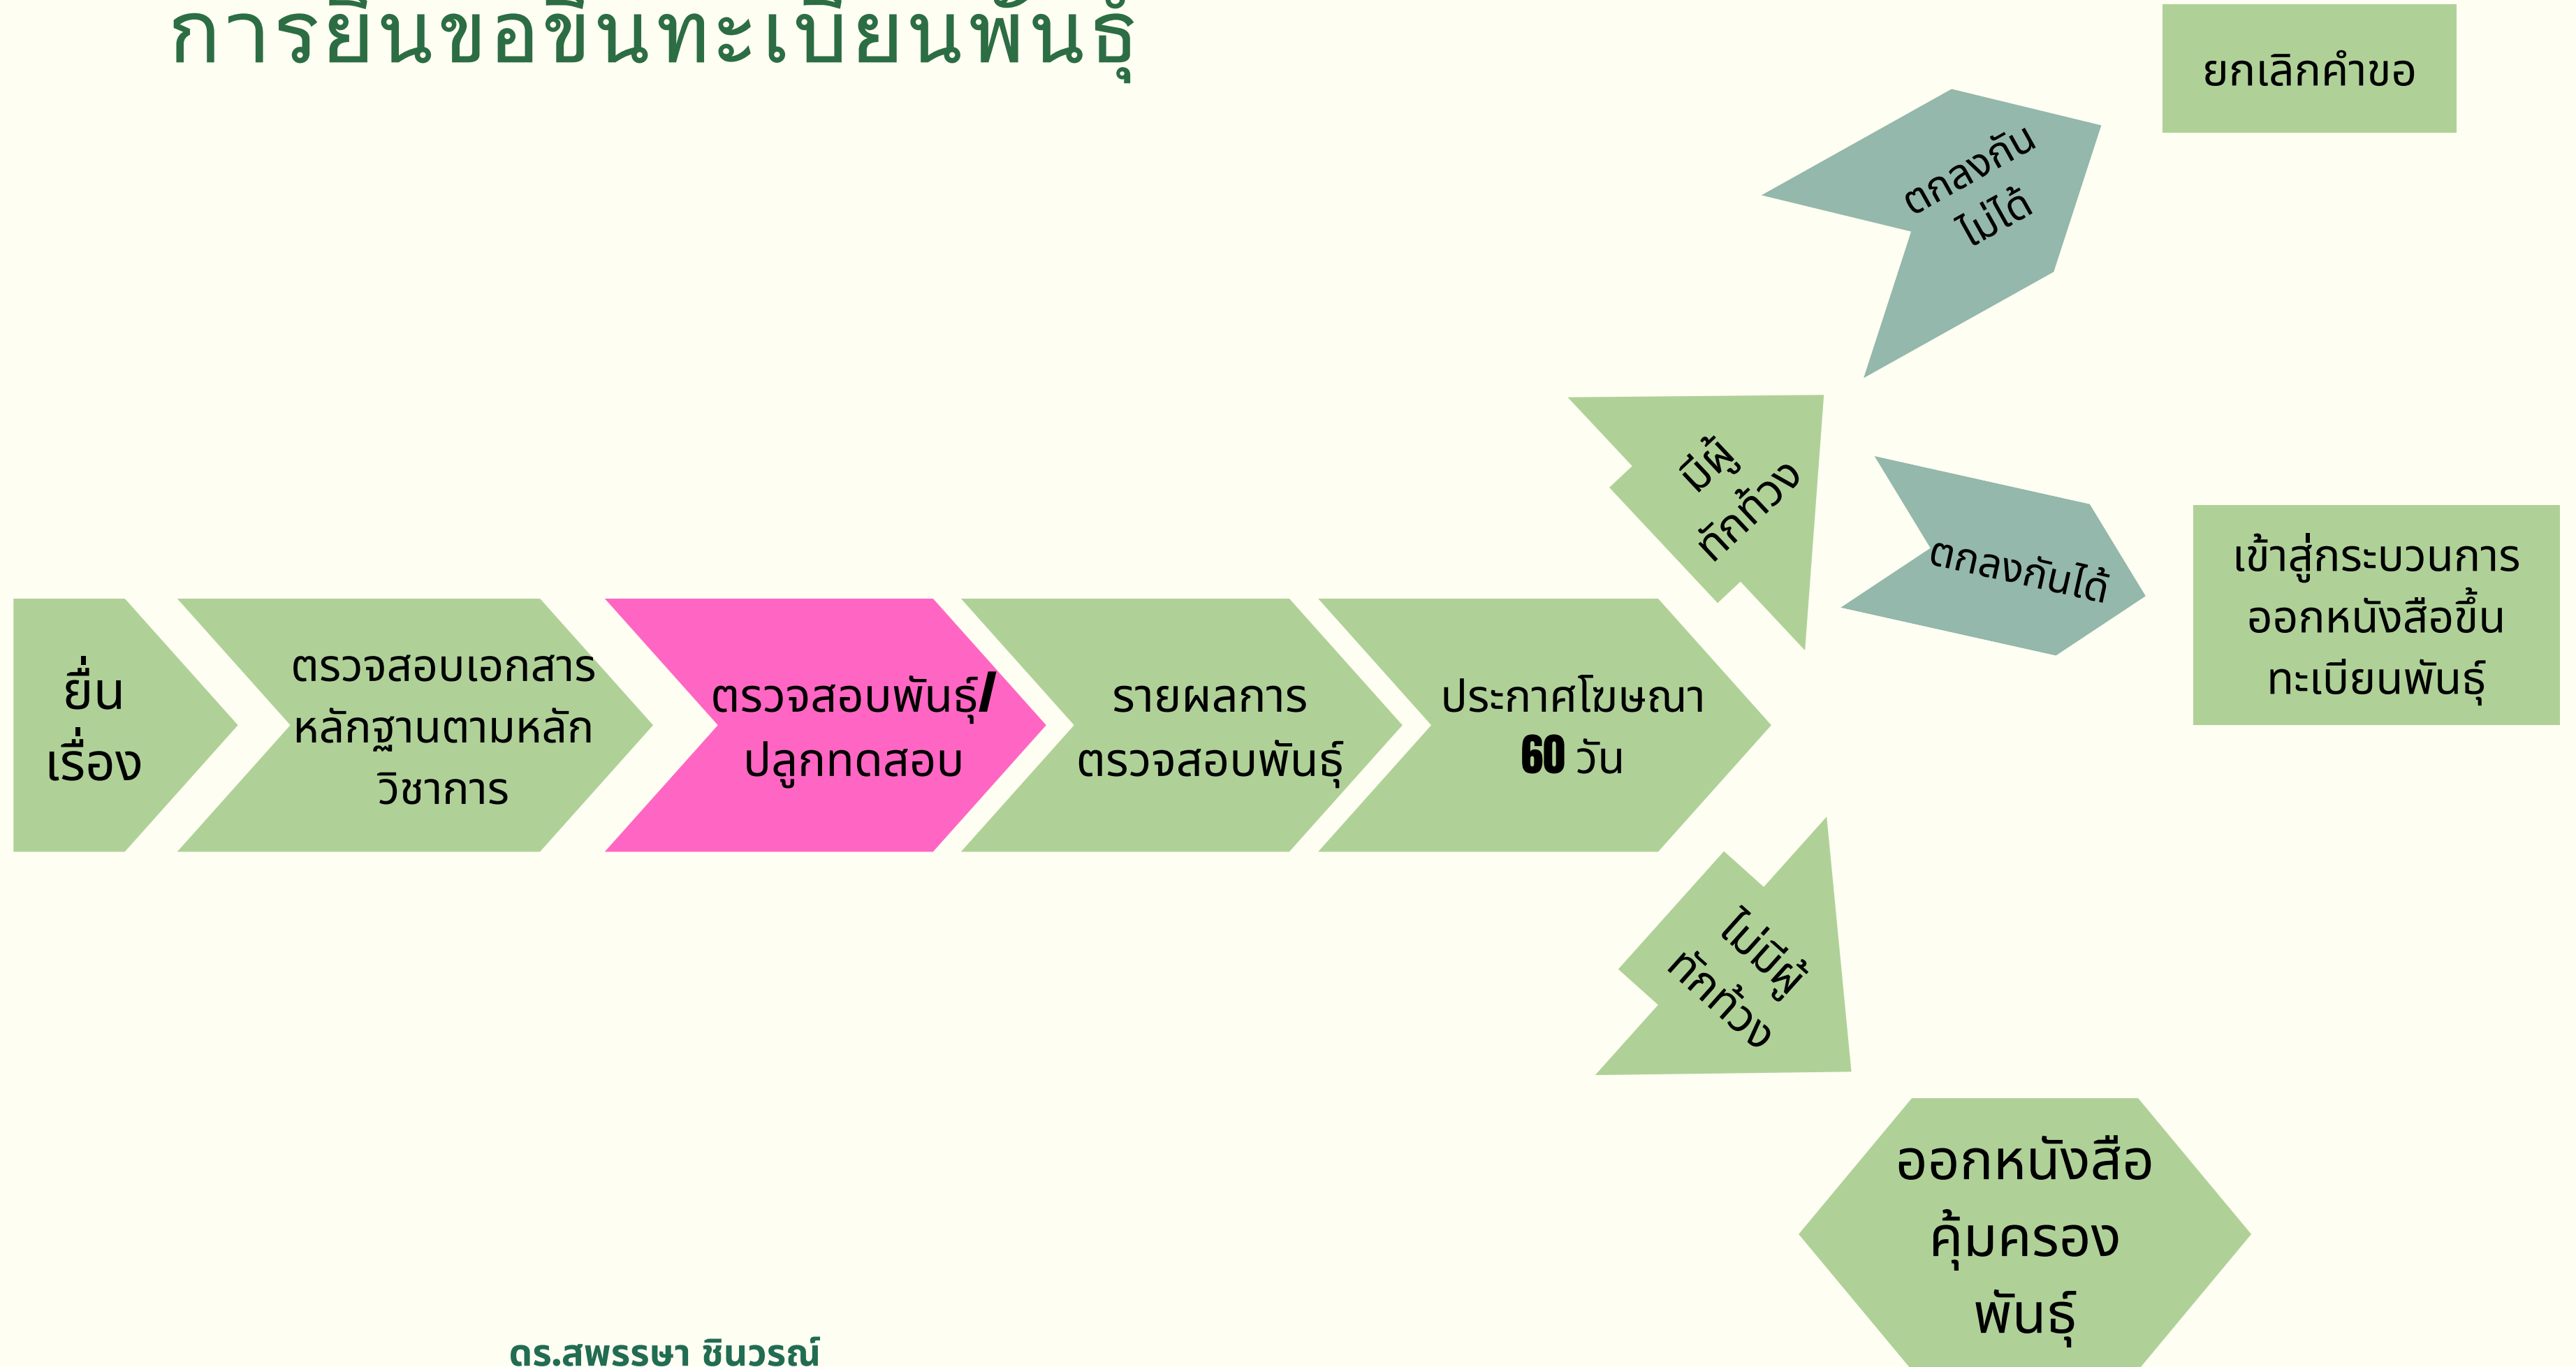 การยื่นขอขึ้นทะเบียนพันธุ์
ยกเลิกคำขอ
ตกลงกัน
ไม่ได้
มีผู้
ทักท้วง
ตกลงกันได้
เข้าสู่กระบวนการ
ออกหนังสือขึ้น
ทะเบียนพันธุ์
ยื่น
เรื่อง
ตรวจสอบเอกสาร
หลักฐานตามหลัก
วิชาการ
ตรวจสอบพันธุ์/
ปลูกทดสอบ
รายผลการ
ตรวจสอบพันธุ์
ประกาศโฆษณา
60 วัน
ไม่มีผู้
ทักท้วง
ออกหนังสือ
คุ้มครอง
พันธุ์
ดร.สพรรษา ชินวรณ์